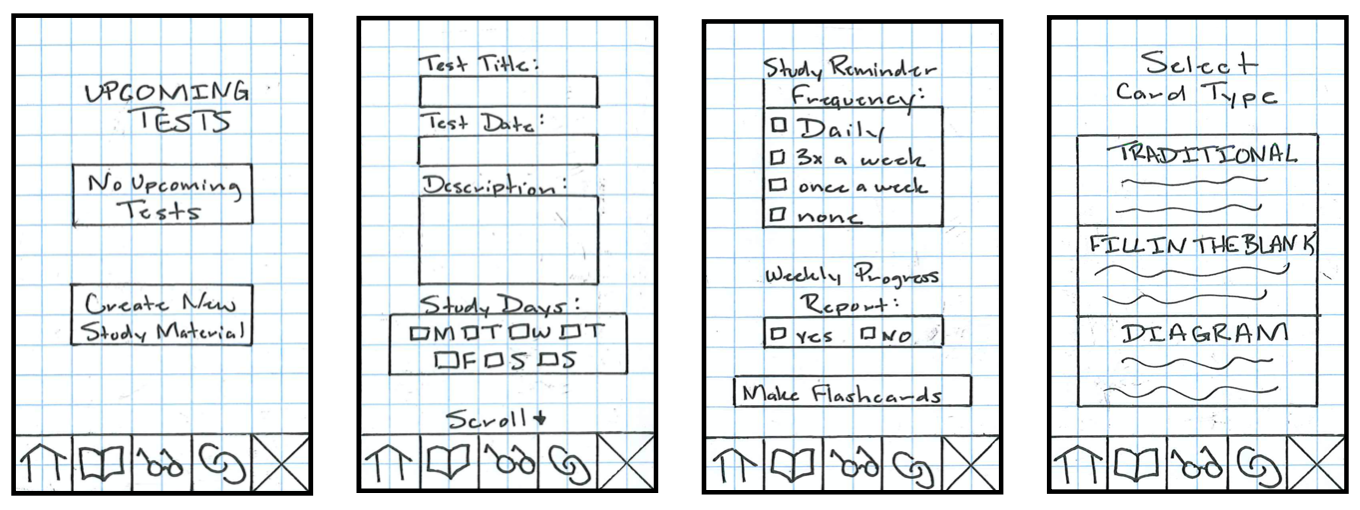 UPCOMING
TESTS
No Upcoming
Tests
Create New
Study Material
Test Title:
Test Date:
Description:
Study Days:
M T W T
F S S
Scroll ↓
Study Reminder
Frequency:
Daily
3x a week
once a week
none
Weekly Progress
Report:
Yes NO
Make Flashcards
Select
Card Type
TRADITIONAL
FILL IN THE BLANK
DIAGRAM